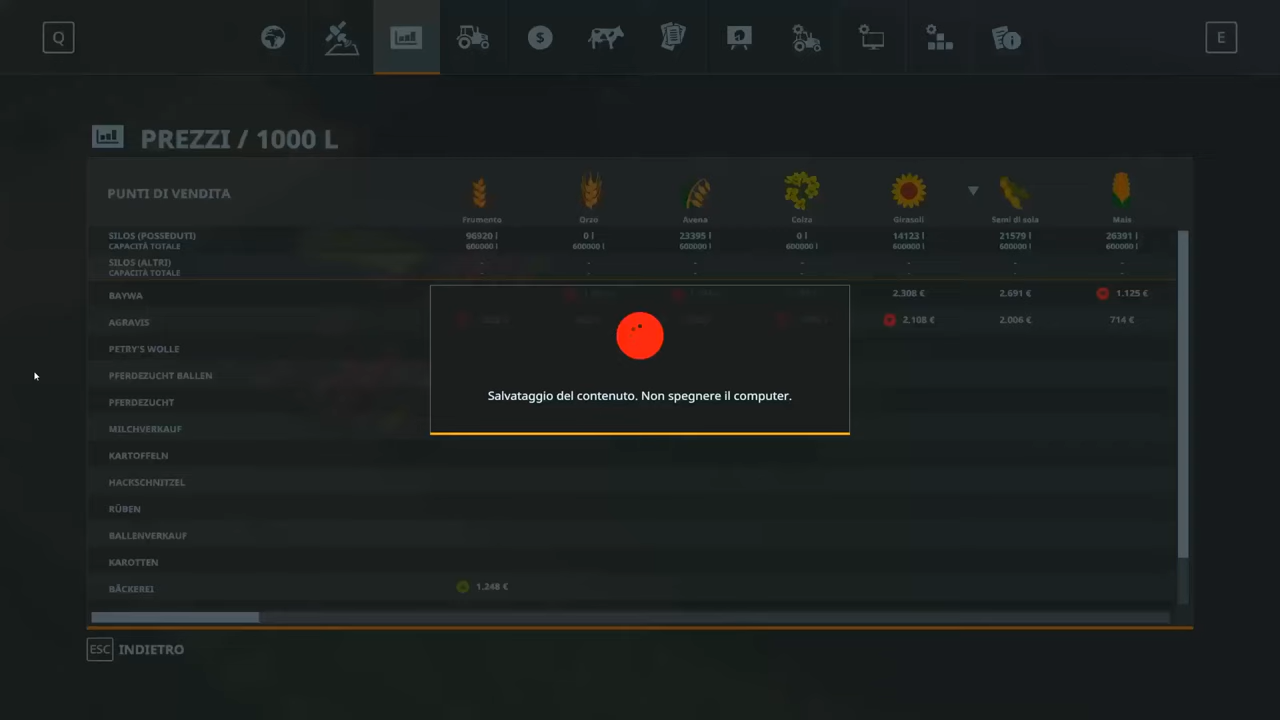 Q
E
PREZZI / 1000 L
PUNTI DI VENDITA
Frumento Orzo Avena Colza Girasoli Semi di soia Mais
SILOS (POSSEDUTI) 96920 l 0 l 23395 l 0 l 14123 l 21579 l 26391 l
CAPACITÀ TOTALE 600000 l 600000 l 600000 l 600000 l 600000 l 600000 l 600000 l
SILOS (ALTRI) - - - - - - -
CAPACITÀ TOTALE - - - - - - -
BAYWA 2.308 € 2.691 € 1.125 €
AGRAVIS 2.108 € 2.006 € 714 €
PETRY'S WOLLE
PFERDEZUCHT BALLEN
PFERDEZUCHT
MILCHVERKAUF
KARTOFFELN
HACKSCHNITZEL
RÜBEN
BALLENVERKAUF
KAROTTEN
BÄCKEREI 1.248 €
Salvataggio del contenuto. Non spegnere il computer.
ESC INDIETRO